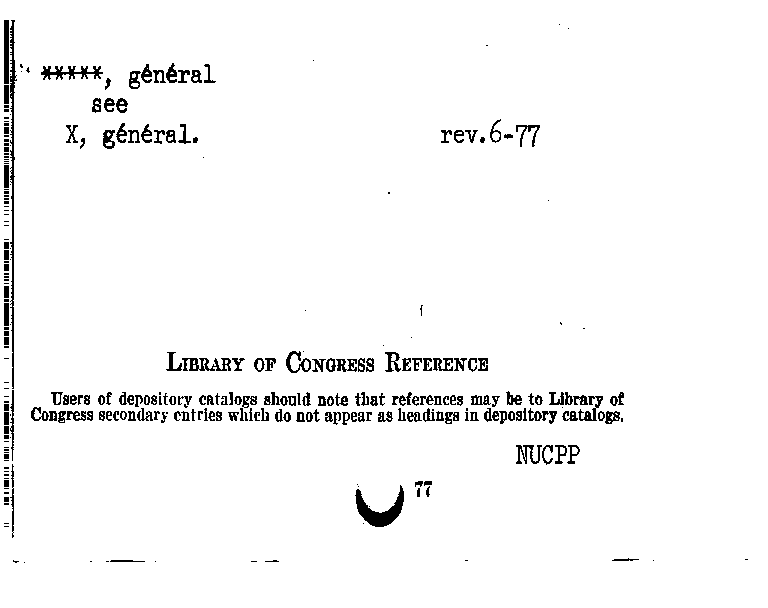 *****, général
see
X, général.
rev.6-77
LIBRARY OF CONGRESS REFERENCE
Users of depository catalogs should note that references may be to Library of
Congress secondary entries which do not appear as headings in depository catalogs.
NUCPP
77